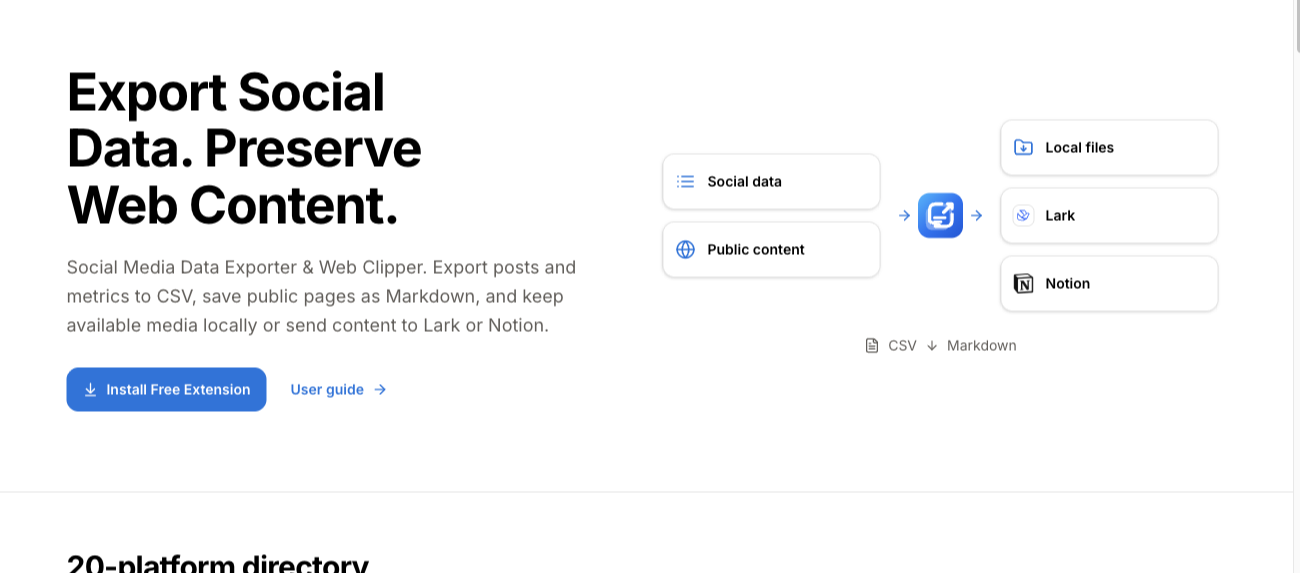 Export Social
Data. Preserve
Web Content.
Social Media Data Exporter & Web Clipper. Export posts and
metrics to CSV, save public pages as Markdown, and keep
available media locally or send content to Lark or Notion.
Install Free Extension
User guide
Social data
Public content
Local files
Lark
Notion
CSV
Markdown
20-platform directory